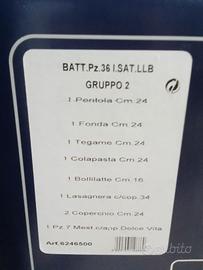 BATT.Pz.36 I.SAT.LLB
GRUPPO 2
1 Pentola Cm.24
1 Fonda Cm.24
1 Tegame Cm.24
1 Colapasta Cm.24
1 Bollilatte Cm.16
1 Lasagnera c/cop.34
2 Coperchio Cm.24
1 Pz.7 Mest.c/app.Dolce Vita
Art.6246500
subito